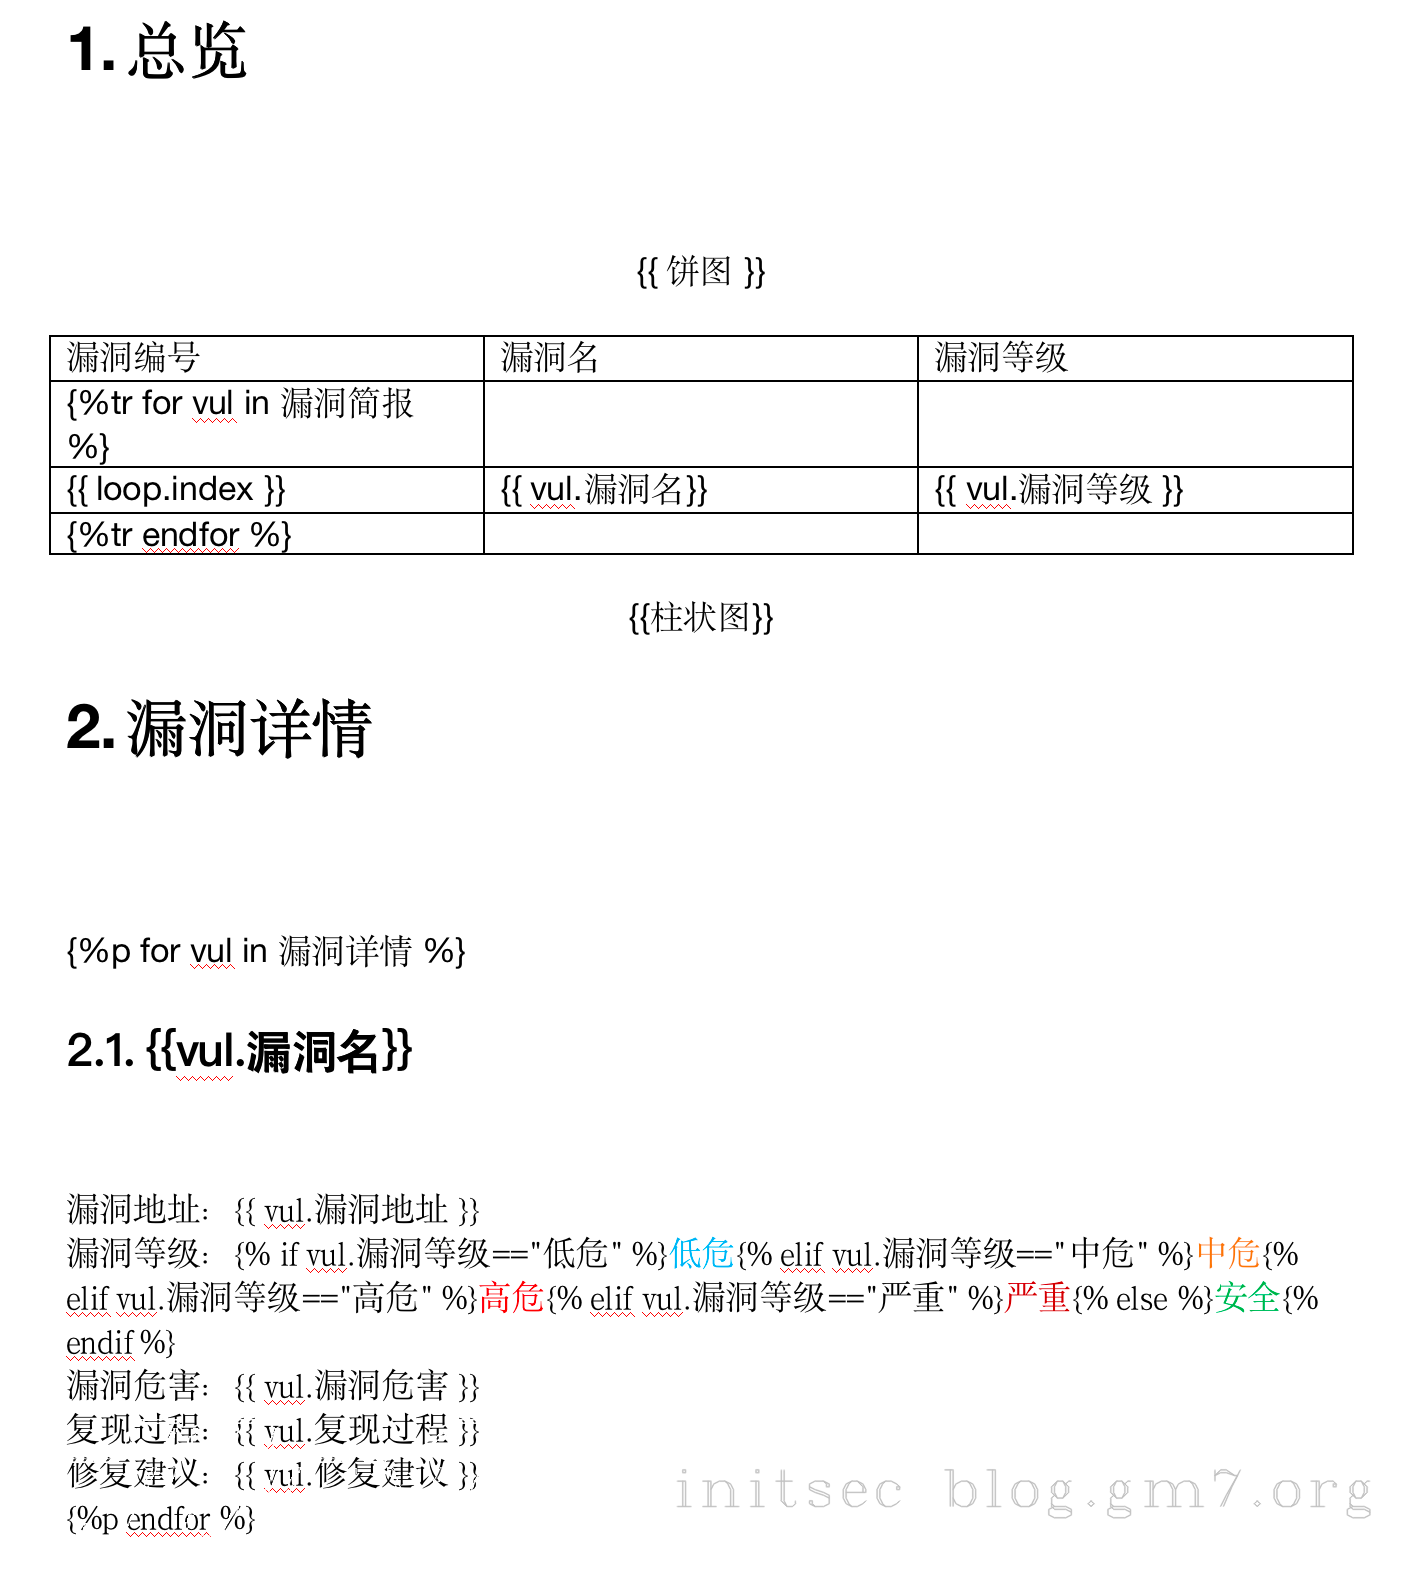 1. 总览
{{ 饼图 }}
漏洞编号 漏洞名 漏洞等级
{%tr for vul in 漏洞简报
%}
{{ loop.index }} {{ vul.漏洞名}} {{ vul.漏洞等级 }}
{%tr endfor %}
{{柱状图}}
2. 漏洞详情
{%p for vul in 漏洞详情 %}
2.1. {{vul.漏洞名}}
漏洞地址：{{ vul.漏洞地址 }}
漏洞等级：{% if vul.漏洞等级=="低危" %}低危{% elif vul.漏洞等级=="中危" %}中危{%
elif vul.漏洞等级=="高危" %}高危{% elif vul.漏洞等级=="严重" %}严重{% else %}安全{%
endif %}
漏洞危害：{{ vul.漏洞危害 }}
复现过程：{{ vul.复现过程 }}
修复建议：{{ vul.修复建议 }}
{%p endfor %}
initsec blog.gm7.org